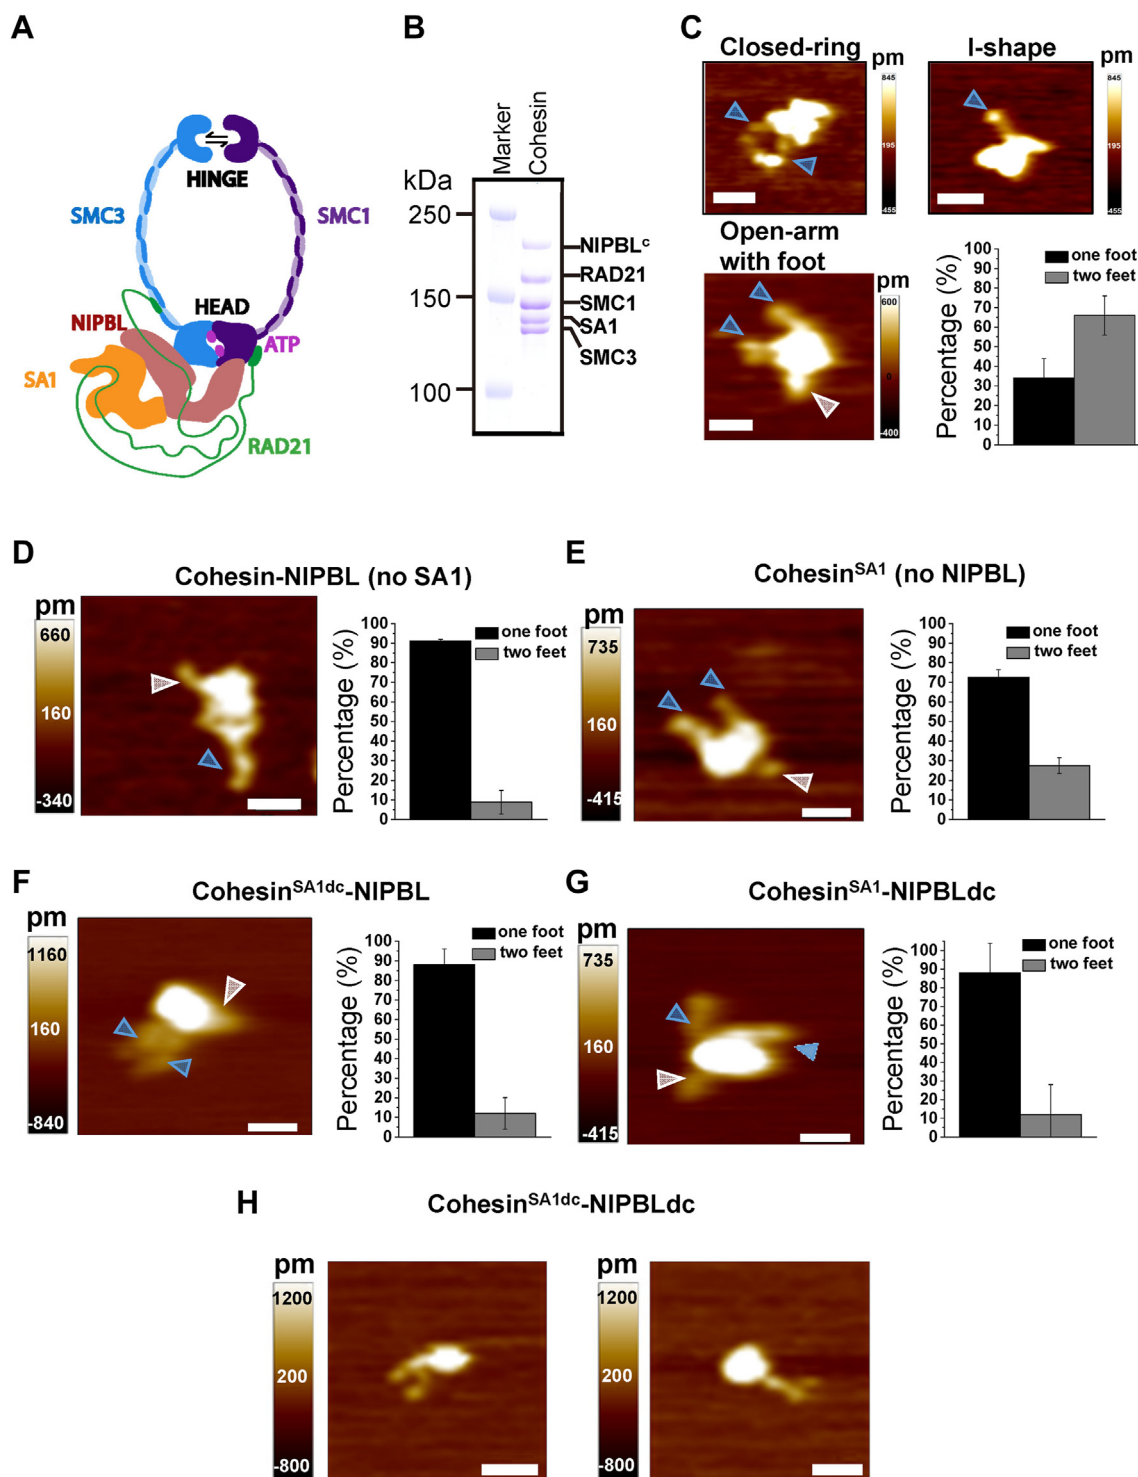 A
HINGE
SMC3
SMC1
HEAD
NIPBL
ATP
SA1
RAD21
B
Marker
Cohesin
kDa
250
150
100
NIPBLᶜ
RAD21
SMC1
SA1
SMC3
C
Closed-ring
pm
845
195
-455
I-shape
pm
845
195
-455
Open-arm
with foot
pm
600
0
-400
Percentage (%)
100
90
80
70
60
50
40
30
20
10
0
one foot
two feet
D
Cohesin-NIPBL (no SA1)
pm
660
160
-340
Percentage (%)
100
90
80
70
60
50
40
30
20
10
0
one foot
two feet
E
Cohesinˢᴬ¹ (no NIPBL)
pm
735
160
-415
Percentage (%)
100
90
80
70
60
50
40
30
20
10
0
one foot
two feet
F
Cohesinˢᴬ¹ᵈᶜ-NIPBL
pm
1160
160
-840
Percentage (%)
100
90
80
70
60
50
40
30
20
10
0
one foot
two feet
G
Cohesinˢᴬ¹-NIPBLdc
pm
735
160
-415
Percentage (%)
100
90
80
70
60
50
40
30
20
10
0
one foot
two feet
H
Cohesinˢᴬ¹ᵈᶜ-NIPBLdc
pm
1200
200
-800
pm
1200
200
-800